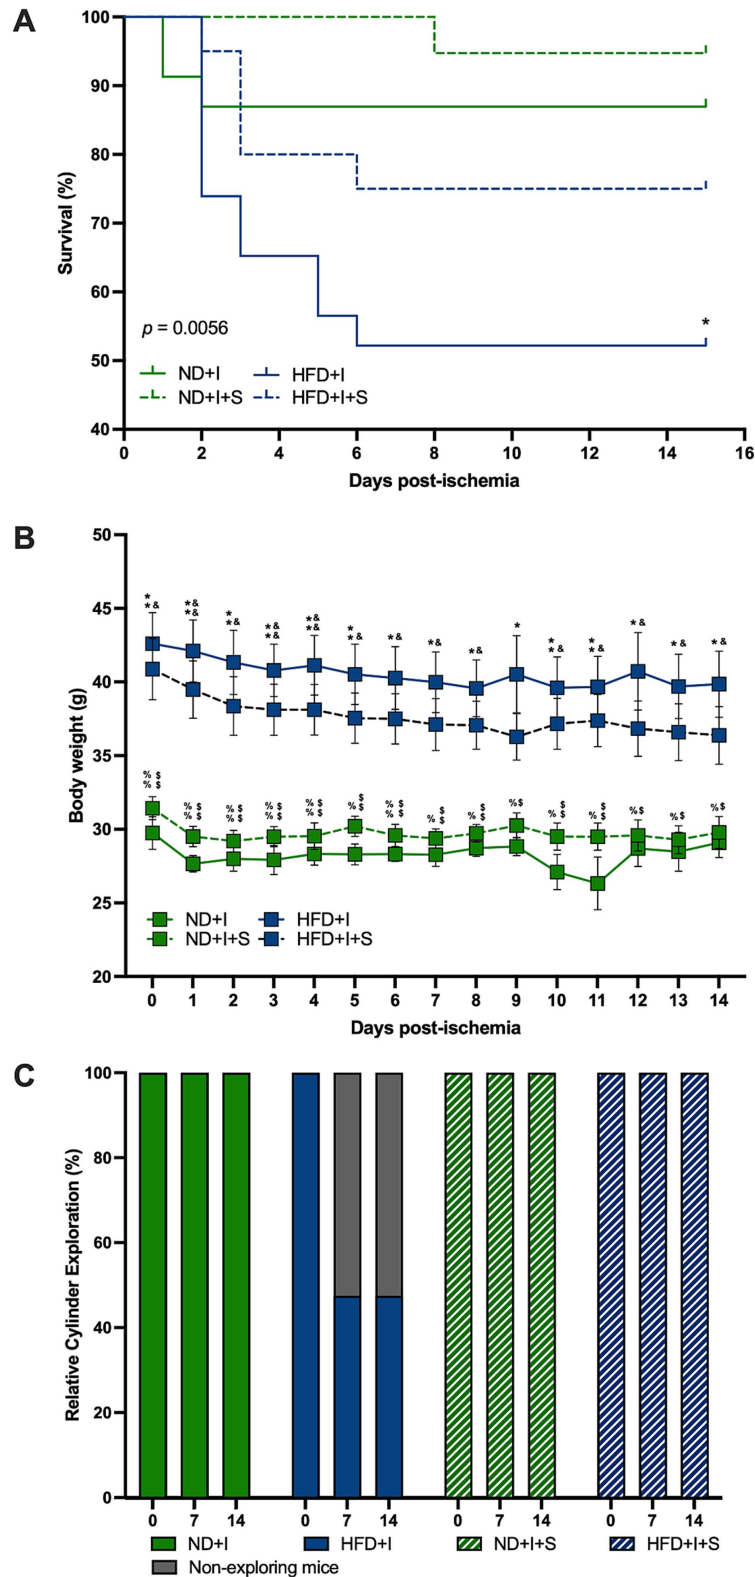 A
100
90
80
70
60
50
40
Survival (%)
p = 0.0056
*
ND+I HFD+I
ND+I+S HFD+I+S
0 2 4 6 8 10 12 14 16
Days post-ischemia
B
50
45
40
35
30
25
20
Body weight (g)
* *& *& * *& *& * * *& *&
*& *& *& *& *& *& *& *& *& *& *& *& *& *&
% $ % $ % $ % $ % $ $ % $ $ $ % $ $ $ % $ % $ % $
% $ % $ % $ % $ % $ % $ % $ % $ % $ % $ % $
ND+I HFD+I
ND+I+S HFD+I+S
0 1 2 3 4 5 6 7 8 9 10 11 12 13 14
Days post-ischemia
C
100
80
60
40
20
0
Relative Cylinder Exploration (%)
0 7 14 0 7 14 0 7 14 0 7 14
ND+I HFD+I ND+I+S HFD+I+S
Non-exploring mice